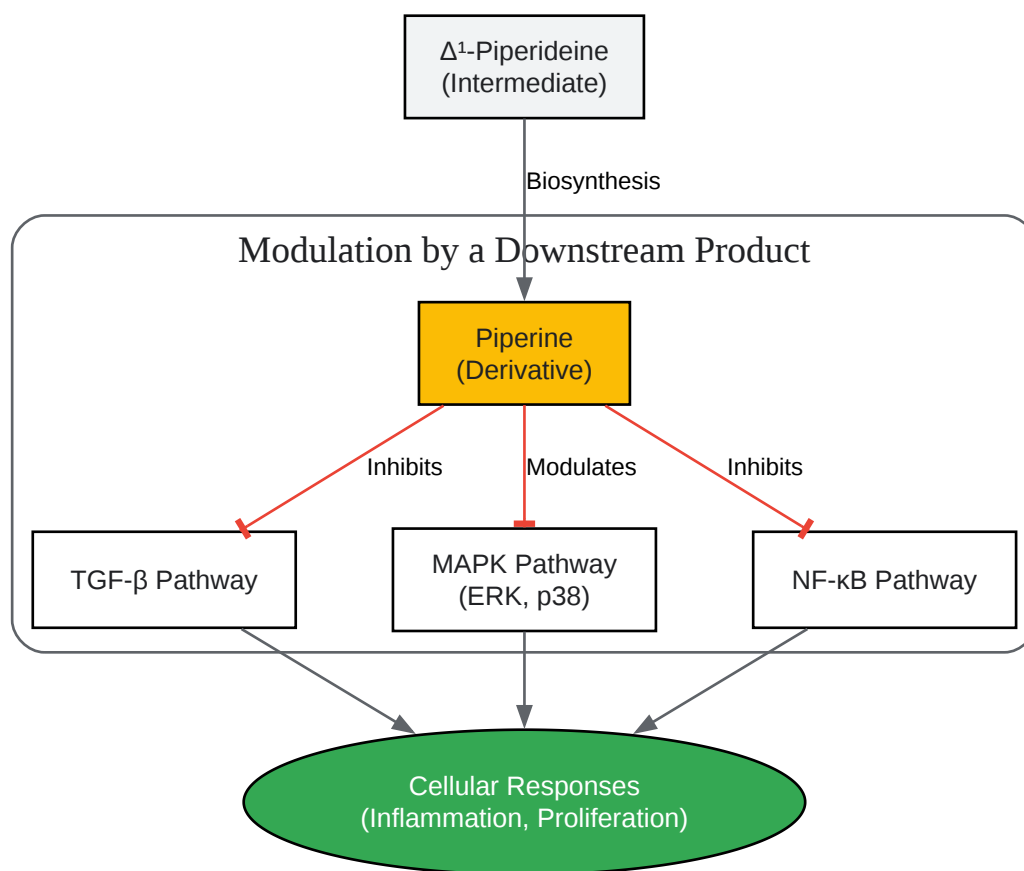 Δ¹-Piperideine
(Intermediate)
Biosynthesis
Modulation by a Downstream Product
Piperine
(Derivative)
Inhibits
Modulates
Inhibits
TGF-β Pathway
MAPK Pathway
(ERK, p38)
NF-κB Pathway
Cellular Responses
(Inflammation, Proliferation)